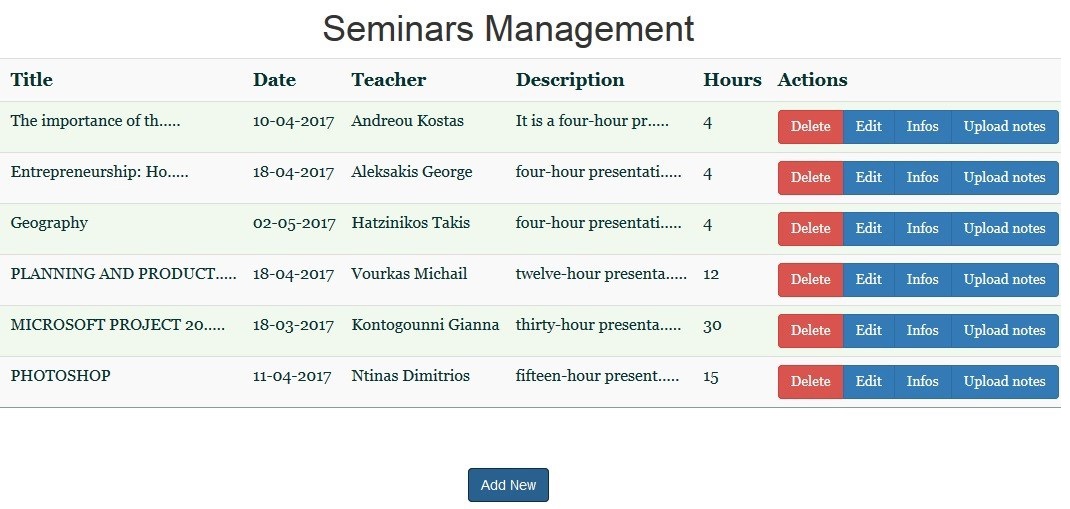 Seminars Management
Title Date Teacher Description Hours Actions
The importance of th..... 10-04-2017 Andreou Kostas It is a four-hour pr..... 4 Delete Edit Infos Upload notes
Entrepreneurship: Ho..... 18-04-2017 Aleksakis George four-hour presentati..... 4 Delete Edit Infos Upload notes
Geography 02-05-2017 Hatzinikos Takis four-hour presentati..... 4 Delete Edit Infos Upload notes
PLANNING AND PRODUCT..... 18-04-2017 Vourkas Michail twelve-hour presenta..... 12 Delete Edit Infos Upload notes
MICROSOFT PROJECT 20..... 18-03-2017 Kontogounni Gianna thirty-hour presenta..... 30 Delete Edit Infos Upload notes
PHOTOSHOP 11-04-2017 Ntinas Dimitrios fifteen-hour present..... 15 Delete Edit Infos Upload notes
Add New